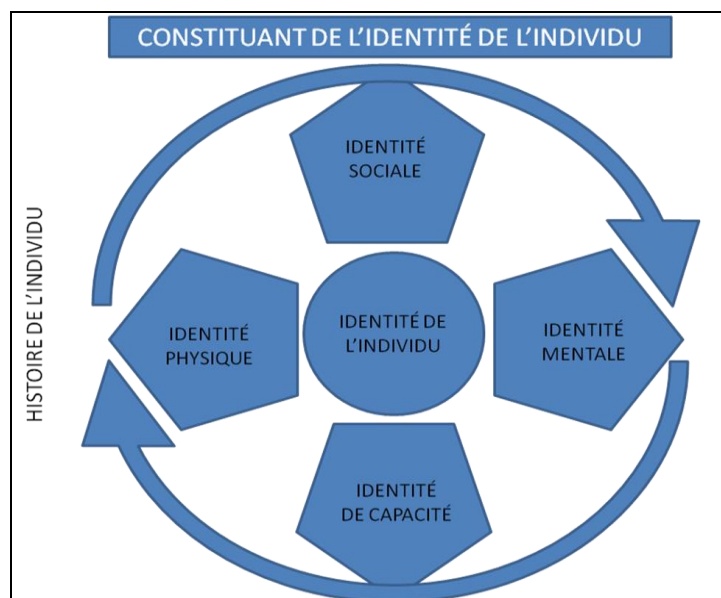 CONSTITUANT DE L'IDENTITÉ DE L'INDIVIDU
IDENTITÉ
SOCIALE
HISTOIRE DE L'INDIVIDU
IDENTITÉ
PHYSIQUE
IDENTITÉ DE
L'INDIVIDU
IDENTITÉ
MENTALE
IDENTITÉ
DE CAPACITÉ